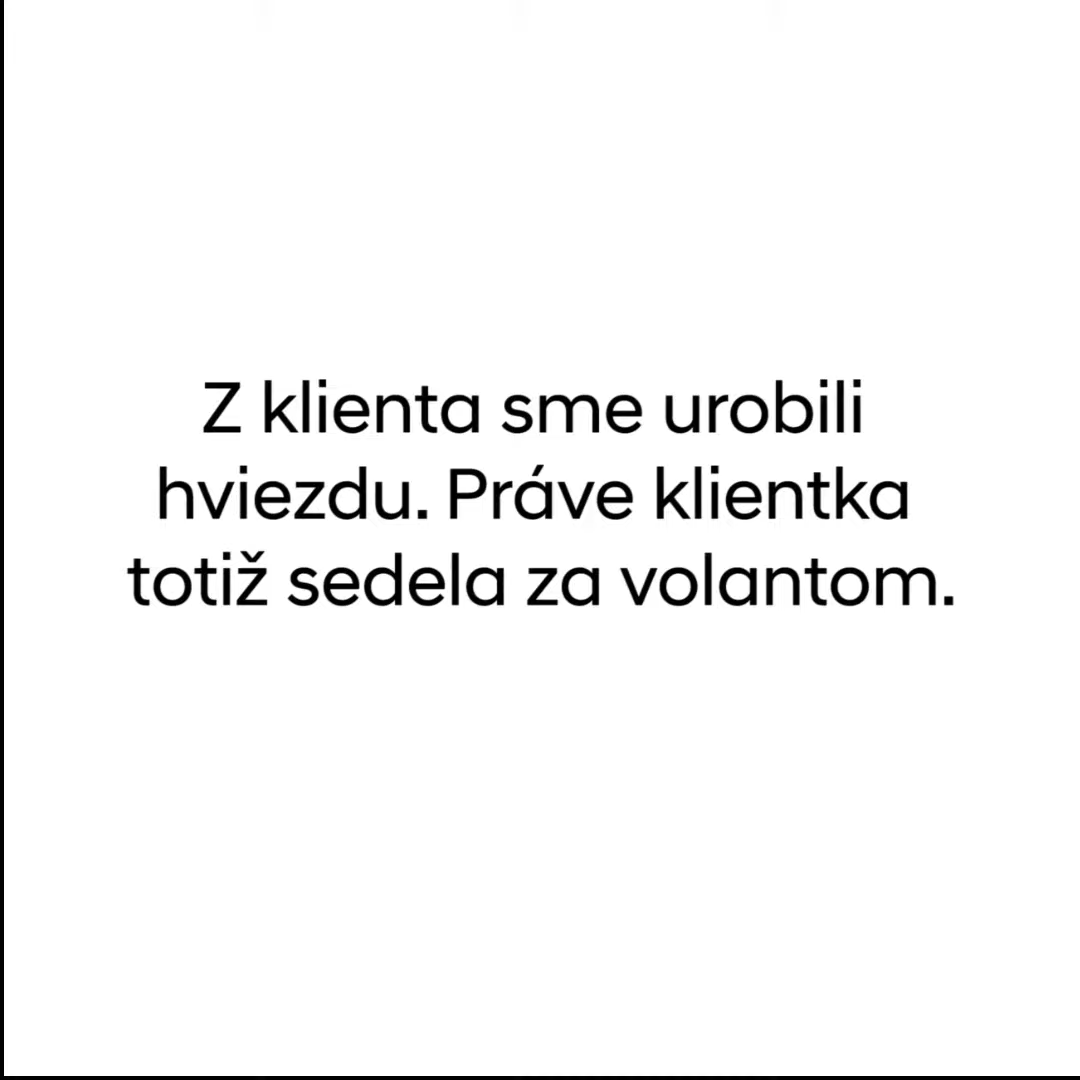 Z klienta sme urobili
hviezdu. Práve klientka
totiž sedela za volantom.